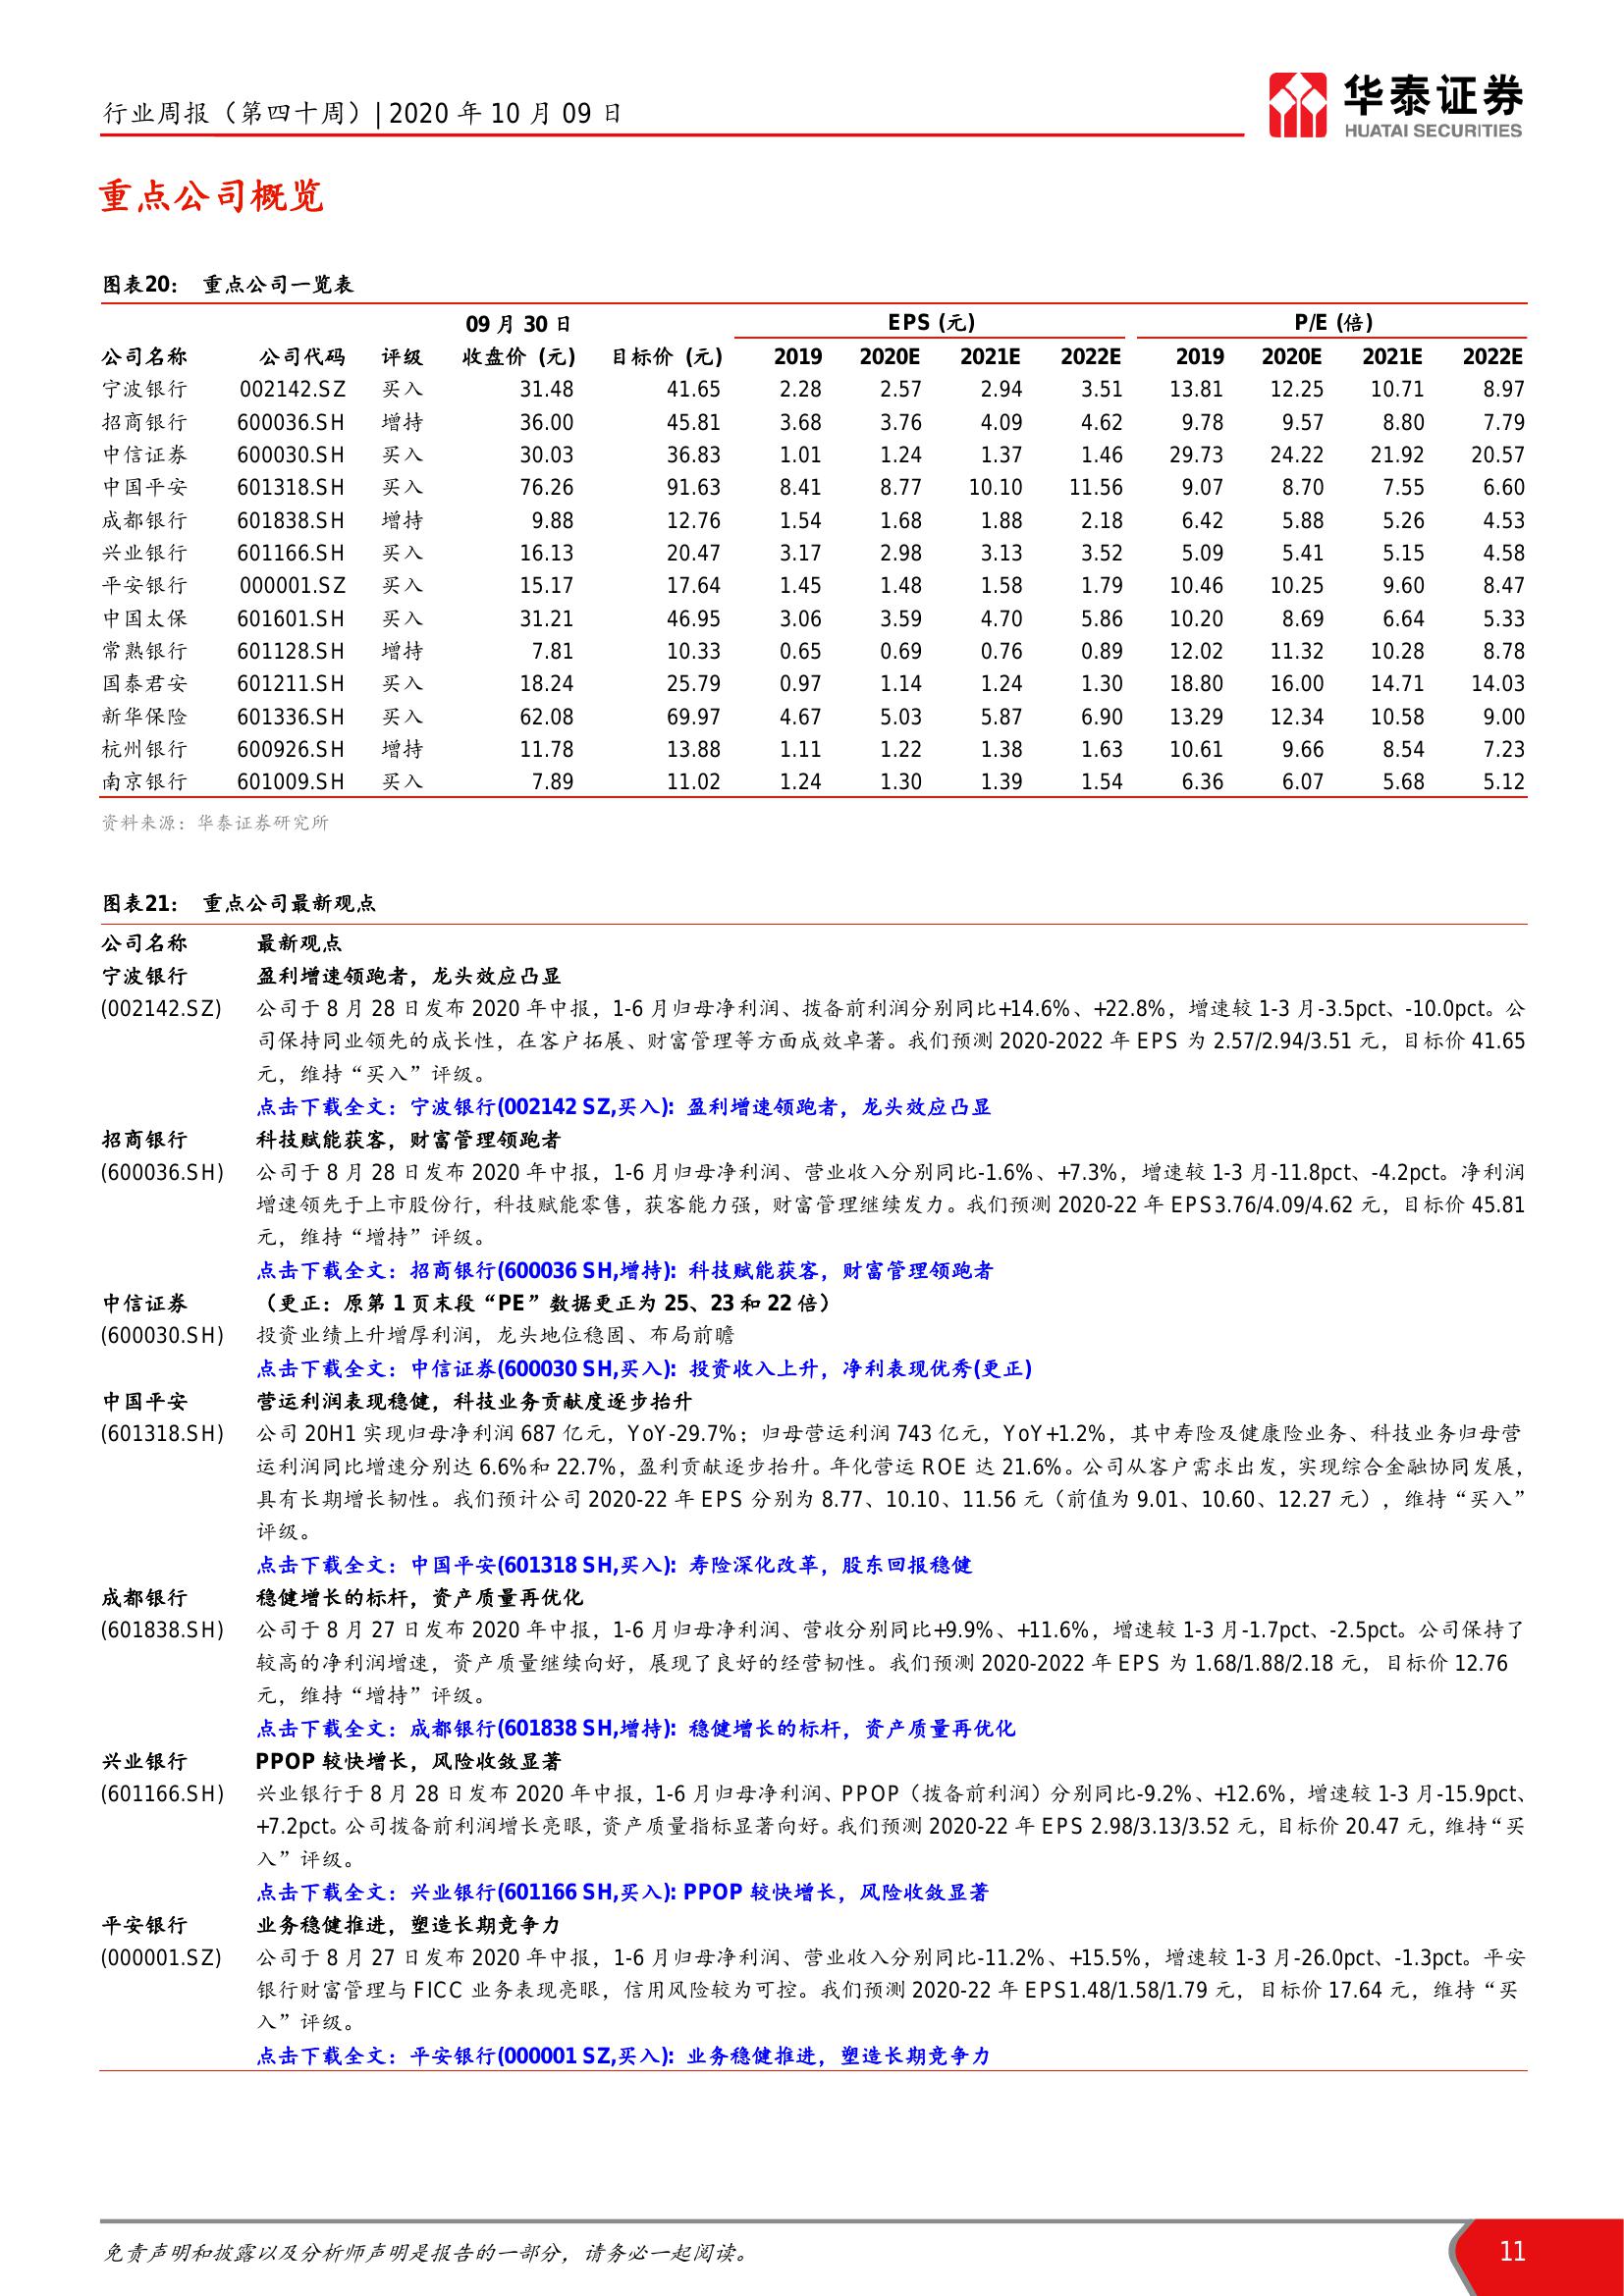 行业周报（第四十周）| 2020 年 10 月 09 日
华泰证券
HUATAI SECURITIES
重点公司概览
图表20： 重点公司一览表
09 月 30 日 EPS (元) P/E (倍)
公司名称 公司代码 评级 收盘价 (元) 目标价 (元) 2019 2020E 2021E 2022E 2019 2020E 2021E 2022E
宁波银行 002142.SZ 买入 31.48 41.65 2.28 2.57 2.94 3.51 13.81 12.25 10.71 8.97
招商银行 600036.SH 增持 36.00 45.81 3.68 3.76 4.09 4.62 9.78 9.57 8.80 7.79
中信证券 600030.SH 买入 30.03 36.83 1.01 1.24 1.37 1.46 29.73 24.22 21.92 20.57
中国平安 601318.SH 买入 76.26 91.63 8.41 8.77 10.10 11.56 9.07 8.70 7.55 6.60
成都银行 601838.SH 增持 9.88 12.76 1.54 1.68 1.88 2.18 6.42 5.88 5.26 4.53
兴业银行 601166.SH 买入 16.13 20.47 3.17 2.98 3.13 3.52 5.09 5.41 5.15 4.58
平安银行 000001.SZ 买入 15.17 17.64 1.45 1.48 1.58 1.79 10.46 10.25 9.60 8.47
中国太保 601601.SH 买入 31.21 46.95 3.06 3.59 4.70 5.86 10.20 8.69 6.64 5.33
常熟银行 601128.SH 增持 7.81 10.33 0.65 0.69 0.76 0.89 12.02 11.32 10.28 8.78
国泰君安 601211.SH 买入 18.24 25.79 0.97 1.14 1.24 1.30 18.80 16.00 14.71 14.03
新华保险 601336.SH 买入 62.08 69.97 4.67 5.03 5.87 6.90 13.29 12.34 10.58 9.00
杭州银行 600926.SH 增持 11.78 13.88 1.11 1.22 1.38 1.63 10.61 9.66 8.54 7.23
南京银行 601009.SH 买入 7.89 11.02 1.24 1.30 1.39 1.54 6.36 6.07 5.68 5.12
资料来源：华泰证券研究所
图表21： 重点公司最新观点
公司名称 最新观点
宁波银行 盈利增速领跑者，龙头效应凸显
(002142.SZ) 公司于 8 月 28 日发布 2020 年中报，1-6 月归母净利润、拨备前利润分别同比+14.6%、+22.8%，增速较 1-3 月-3.5pct、-10.0pct。公
司保持同业领先的成长性，在客户拓展、财富管理等方面成效卓著。我们预测 2020-2022 年 EPS 为 2.57/2.94/3.51 元，目标价 41.65
元，维持“买入”评级。
点击下载全文：宁波银行(002142 SZ,买入): 盈利增速领跑者，龙头效应凸显
招商银行 科技赋能获客，财富管理领跑者
(600036.SH) 公司于 8 月 28 日发布 2020 年中报，1-6 月归母净利润、营业收入分别同比-1.6%、+7.3%，增速较 1-3 月-11.8pct、-4.2pct。净利润
增速领先于上市股份行，科技赋能零售，获客能力强，财富管理继续发力。我们预测 2020-22 年 EPS3.76/4.09/4.62 元，目标价 45.81
元，维持“增持”评级。
点击下载全文：招商银行(600036 SH,增持): 科技赋能获客，财富管理领跑者
中信证券 （更正：原第 1 页末段“PE”数据更正为 25、23 和 22 倍）
(600030.SH) 投资业绩上升增厚利润，龙头地位稳固、布局前瞻
点击下载全文：中信证券(600030 SH,买入): 投资收入上升，净利表现优秀(更正)
中国平安 营运利润表现稳健，科技业务贡献度逐步抬升
(601318.SH) 公司 20H1 实现归母净利润 687 亿元，YoY-29.7%；归母营运利润 743 亿元，YoY+1.2%，其中寿险及健康险业务、科技业务归母营
运利润同比增速分别达 6.6%和 22.7%，盈利贡献逐步抬升。年化营运 ROE 达 21.6%。公司从客户需求出发，实现综合金融协同发展，
具有长期增长韧性。我们预计公司 2020-22 年 EPS 分别为 8.77、10.10、11.56 元（前值为 9.01、10.60、12.27 元），维持“买入”
评级。
点击下载全文：中国平安(601318 SH,买入): 寿险深化改革，股东回报稳健
成都银行 稳健增长的标杆，资产质量再优化
(601838.SH) 公司于 8 月 27 日发布 2020 年中报，1-6 月归母净利润、营收分别同比+9.9%、+11.6%，增速较 1-3 月-1.7pct、-2.5pct。公司保持了
较高的净利润增速，资产质量继续向好，展现了良好的经营韧性。我们预测 2020-2022 年 EPS 为 1.68/1.88/2.18 元，目标价 12.76
元，维持“增持”评级。
点击下载全文：成都银行(601838 SH,增持): 稳健增长的标杆，资产质量再优化
兴业银行 PPOP 较快增长，风险收敛显著
(601166.SH) 兴业银行于 8 月 28 日发布 2020 年中报，1-6 月归母净利润、PPOP（拨备前利润）分别同比-9.2%、+12.6%，增速较 1-3 月-15.9pct、
+7.2pct。公司拨备前利润增长亮眼，资产质量指标显著向好。我们预测 2020-22 年 EPS 2.98/3.13/3.52 元，目标价 20.47 元，维持“买
入”评级。
点击下载全文：兴业银行(601166 SH,买入): PPOP 较快增长，风险收敛显著
平安银行 业务稳健推进，塑造长期竞争力
(000001.SZ) 公司于 8 月 27 日发布 2020 年中报，1-6 月归母净利润、营业收入分别同比-11.2%、+15.5%，增速较 1-3 月-26.0pct、-1.3pct。平安
银行财富管理与 FICC 业务表现亮眼，信用风险较为可控。我们预测 2020-22 年 EPS1.48/1.58/1.79 元，目标价 17.64 元，维持“买
入”评级。
点击下载全文：平安银行(000001 SZ,买入): 业务稳健推进，塑造长期竞争力
免责声明和披露以及分析师声明是报告的一部分，请务必一起阅读。 11